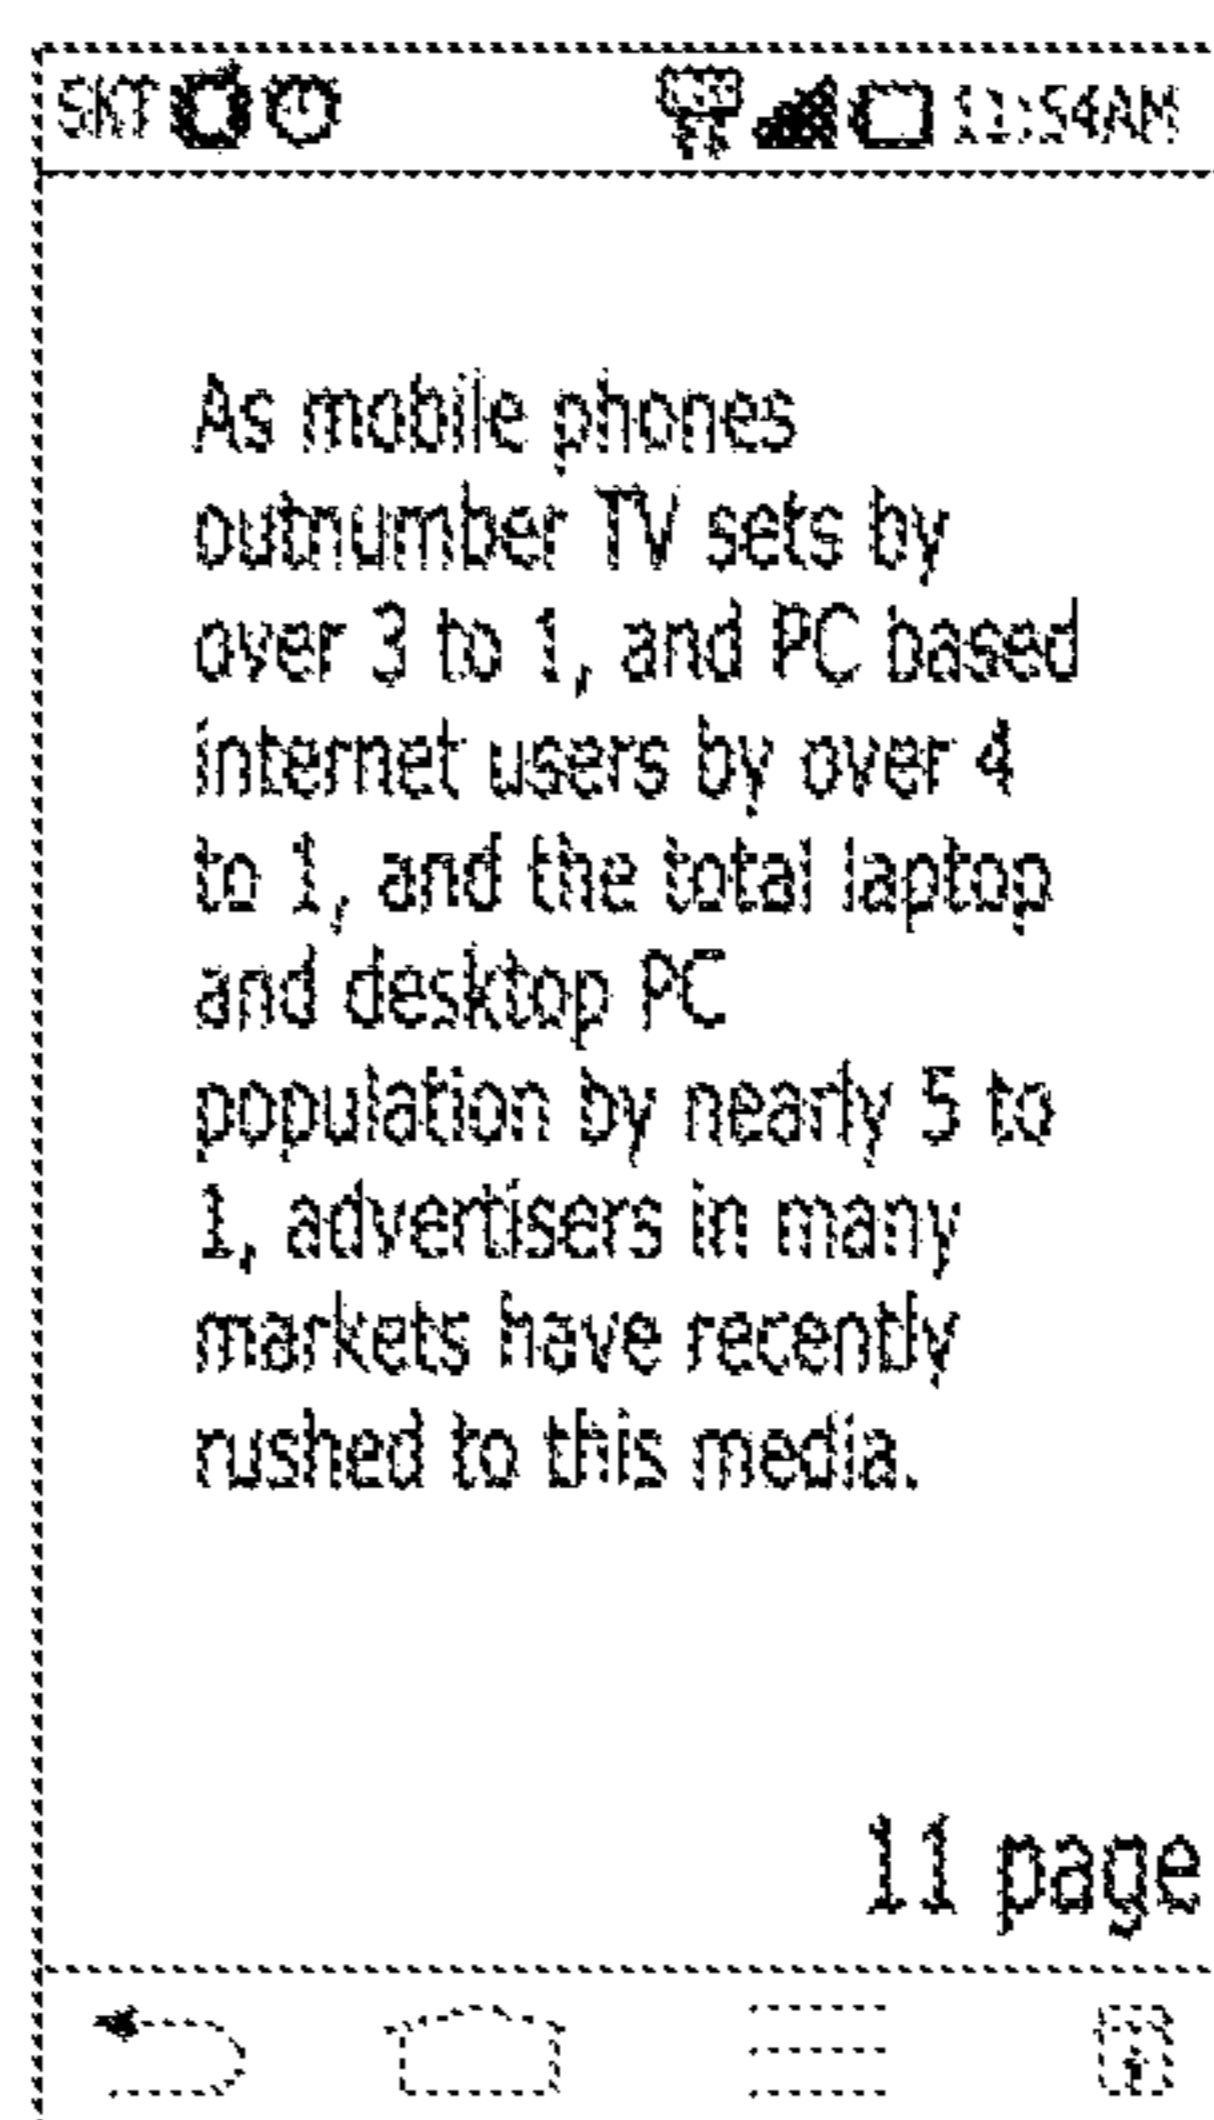 SKT 11:54AM
As mobile phones
outnumber TV sets by
over 3 to 1, and PC based
internet users by over 4
to 1, and the total laptop
and desktop PC
population by nearly 5 to
1, advertisers in many
markets have recently
rushed to this media.
11 page